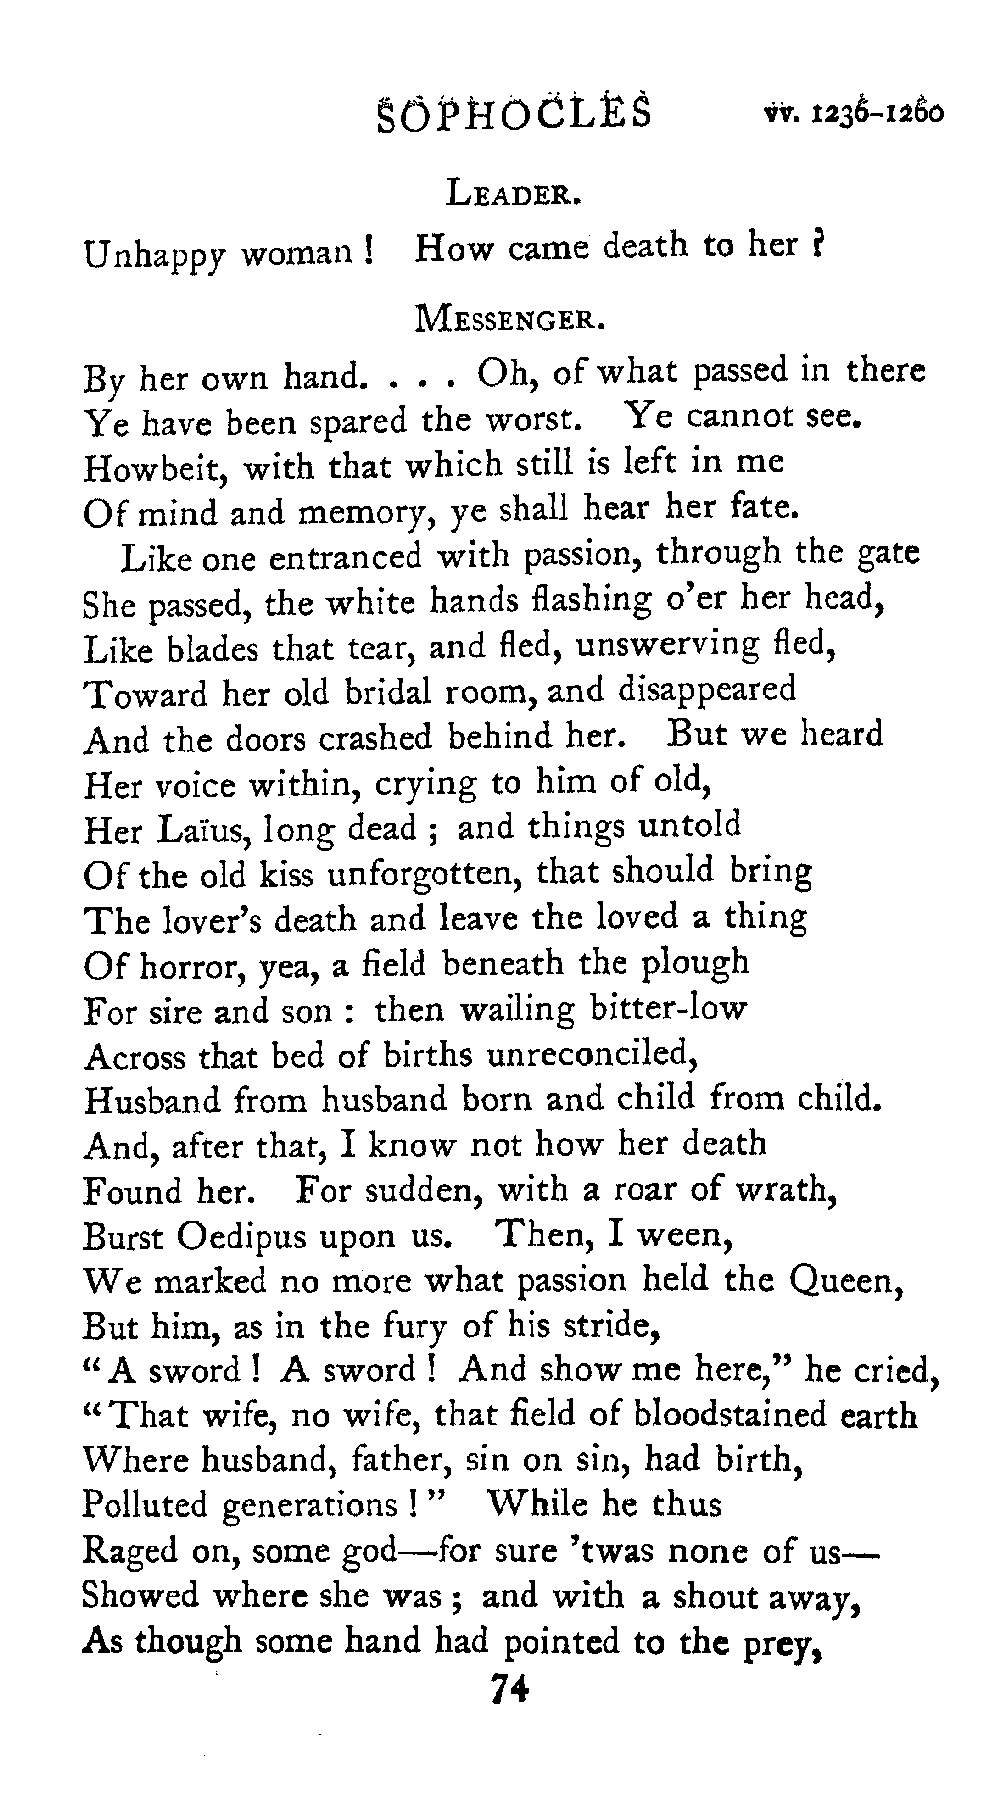 SOPHOCLES vv. 1236-1260
LEADER.
Unhappy woman ! How came death to her ?
MESSENGER.
By her own hand. . . . Oh, of what passed in there
Ye have been spared the worst. Ye cannot see.
Howbeit, with that which still is left in me
Of mind and memory, ye shall hear her fate.
Like one entranced with passion, through the gate
She passed, the white hands flashing o'er her head,
Like blades that tear, and fled, unswerving fled,
Toward her old bridal room, and disappeared
And the doors crashed behind her. But we heard
Her voice within, crying to him of old,
Her Laïus, long dead ; and things untold
Of the old kiss unforgotten, that should bring
The lover's death and leave the loved a thing
Of horror, yea, a field beneath the plough
For sire and son : then wailing bitter-low
Across that bed of births unreconciled,
Husband from husband born and child from child.
And, after that, I know not how her death
Found her. For sudden, with a roar of wrath,
Burst Oedipus upon us. Then, I ween,
We marked no more what passion held the Queen,
But him, as in the fury of his stride,
"A sword ! A sword ! And show me here," he cried,
"That wife, no wife, that field of bloodstained earth
Where husband, father, sin on sin, had birth,
Polluted generations ! " While he thus
Raged on, some god—for sure 'twas none of us—
Showed where she was ; and with a shout away,
As though some hand had pointed to the prey,
74